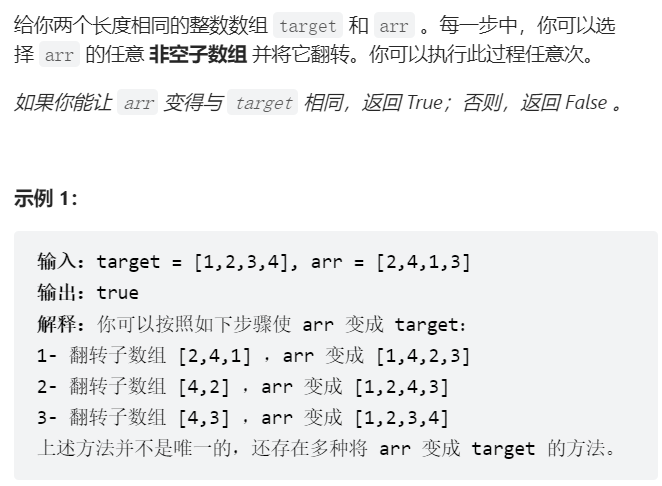 给你两个长度相同的整数数组 target 和 arr 。每一步中，你可以选
择 arr 的任意 非空子数组 并将它翻转。你可以执行此过程任意次。
如果你能让 arr 变得与 target 相同，返回 True；否则，返回 False 。
示例 1：
输入：target = [1,2,3,4], arr = [2,4,1,3]
输出：true
解释：你可以按照如下步骤使 arr 变成 target：
1- 翻转子数组 [2,4,1] ，arr 变成 [1,4,2,3]
2- 翻转子数组 [4,2] ，arr 变成 [1,2,4,3]
3- 翻转子数组 [4,3] ，arr 变成 [1,2,3,4]
上述方法并不是唯一的，还存在多种将 arr 变成 target 的方法。